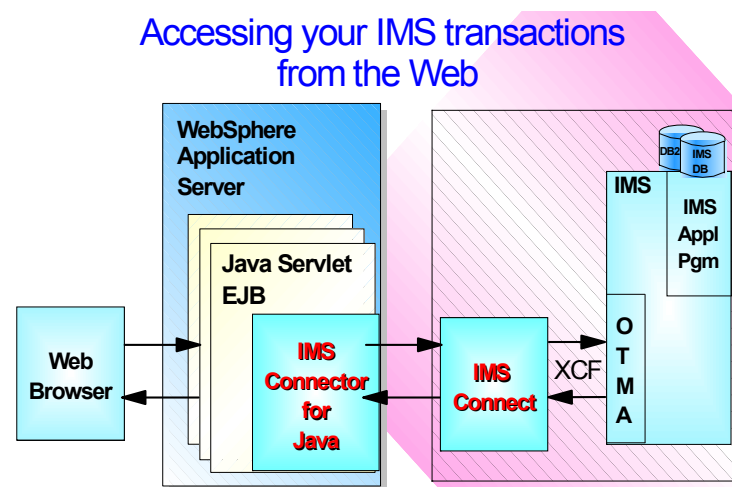 Accessing your IMS transactions
from the Web
WebSphere
Application
Server
Java Servlet
EJB
IMS
Connector
for
Java
Web
Browser
IMS
Connect
XCF
DB2
IMS
DB
IMS
IMS
Appl
Pgm
O
T
M
A